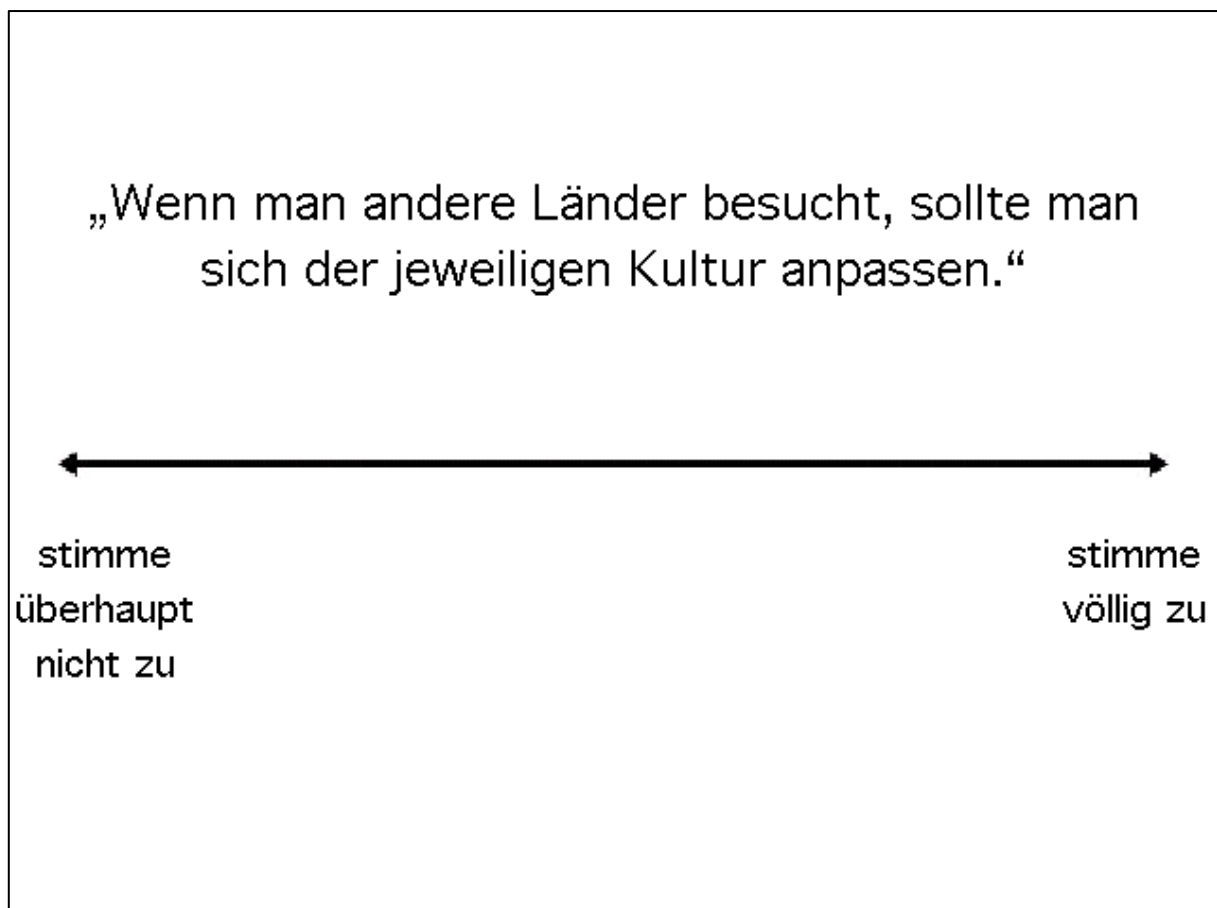 „Wenn man andere Länder besucht, sollte man
sich der jeweiligen Kultur anpassen.“
stimme
überhaupt
nicht zu
stimme
völlig zu